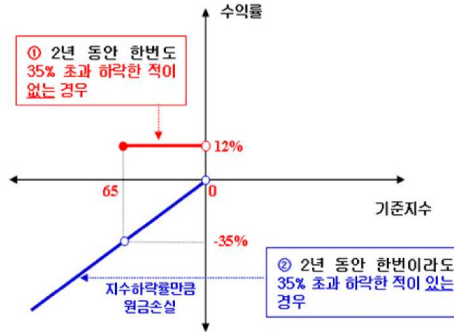 수익률
① 2년 동안 한번도
35% 초과 하락한 적이
없는 경우
12%
65
0
기준지수
-35%
지수하락률만큼
원금손실
② 2년 동안 한번이라도
35% 초과 하락한 적이 있는
경우